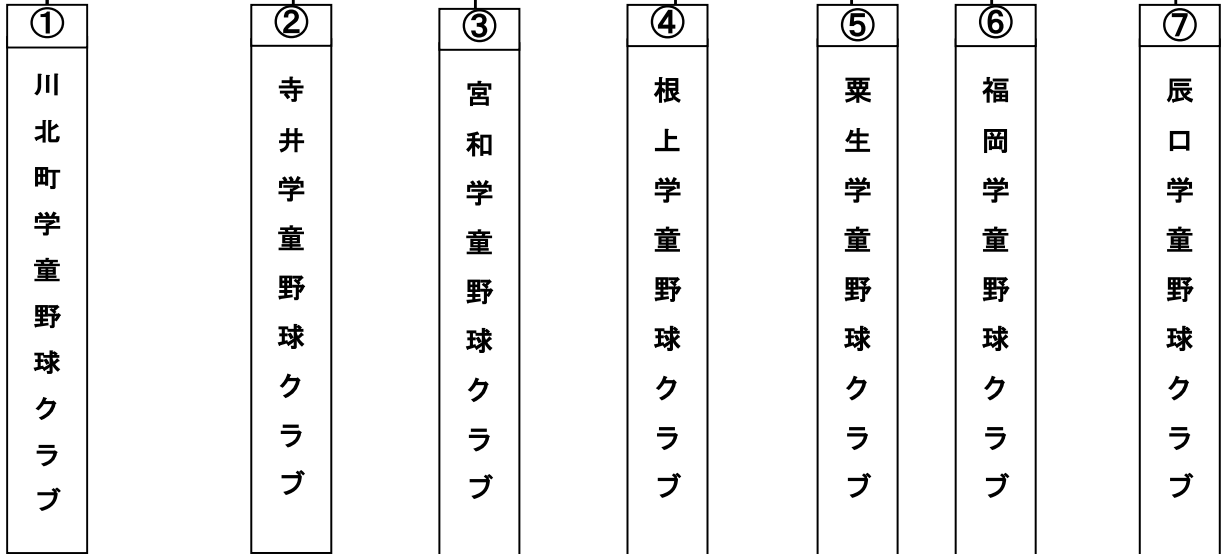 ①
川北町学童野球クラブ
②
寺井学童野球クラブ
③
宮和学童野球クラブ
④
根上学童野球クラブ
⑤
粟生学童野球クラブ
⑥
福岡学童野球クラブ
⑦
辰口学童野球クラブ